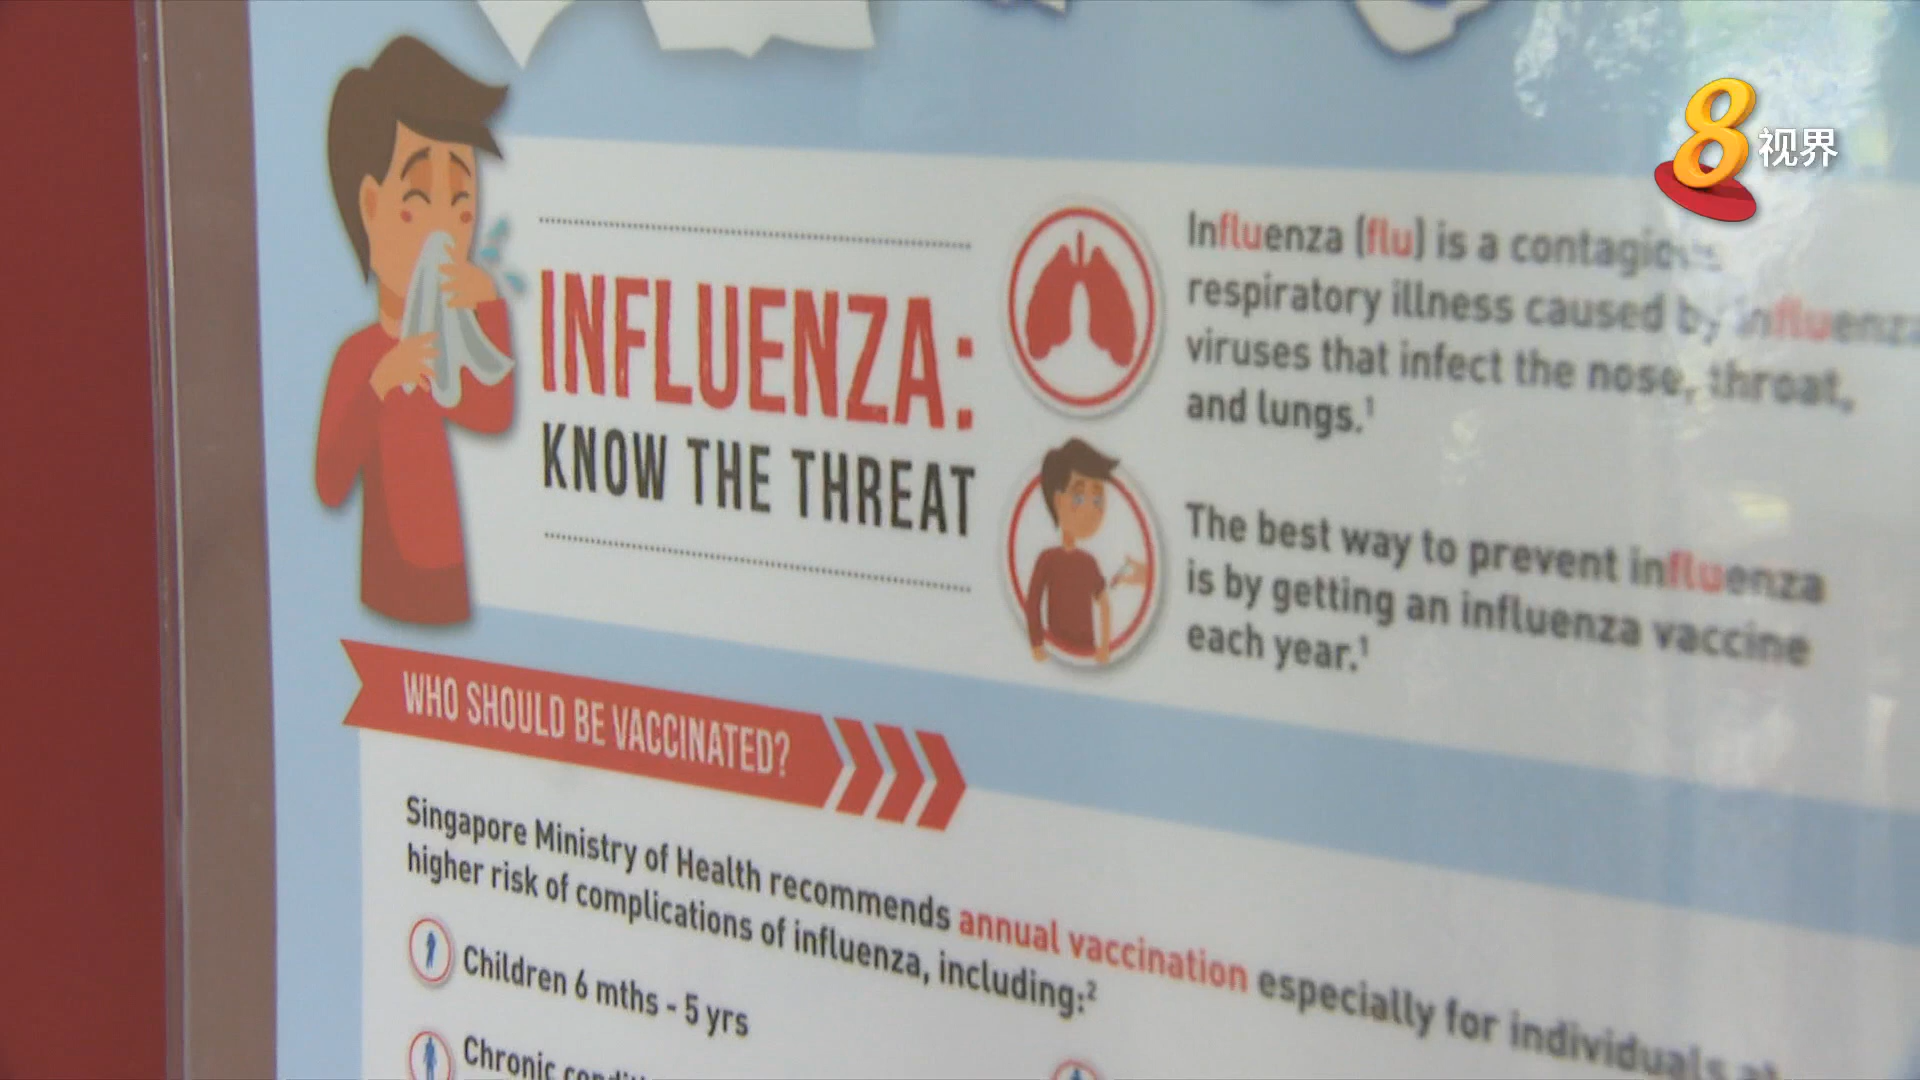 8视界
INFLUENZA:
KNOW THE THREAT
Influenza (flu) is a
respiratory illness caused by influenza
viruses that infect the nose, throat,
and lungs.¹
The best way to prevent influenza
is by getting an influenza vaccine
each year.¹
WHO SHOULD BE VACCINATED?
Singapore Ministry of Health recommends annual vaccination especially for individuals at
higher risk of complications of influenza, including:²
Children 6 mths - 5 yrs
Chronic